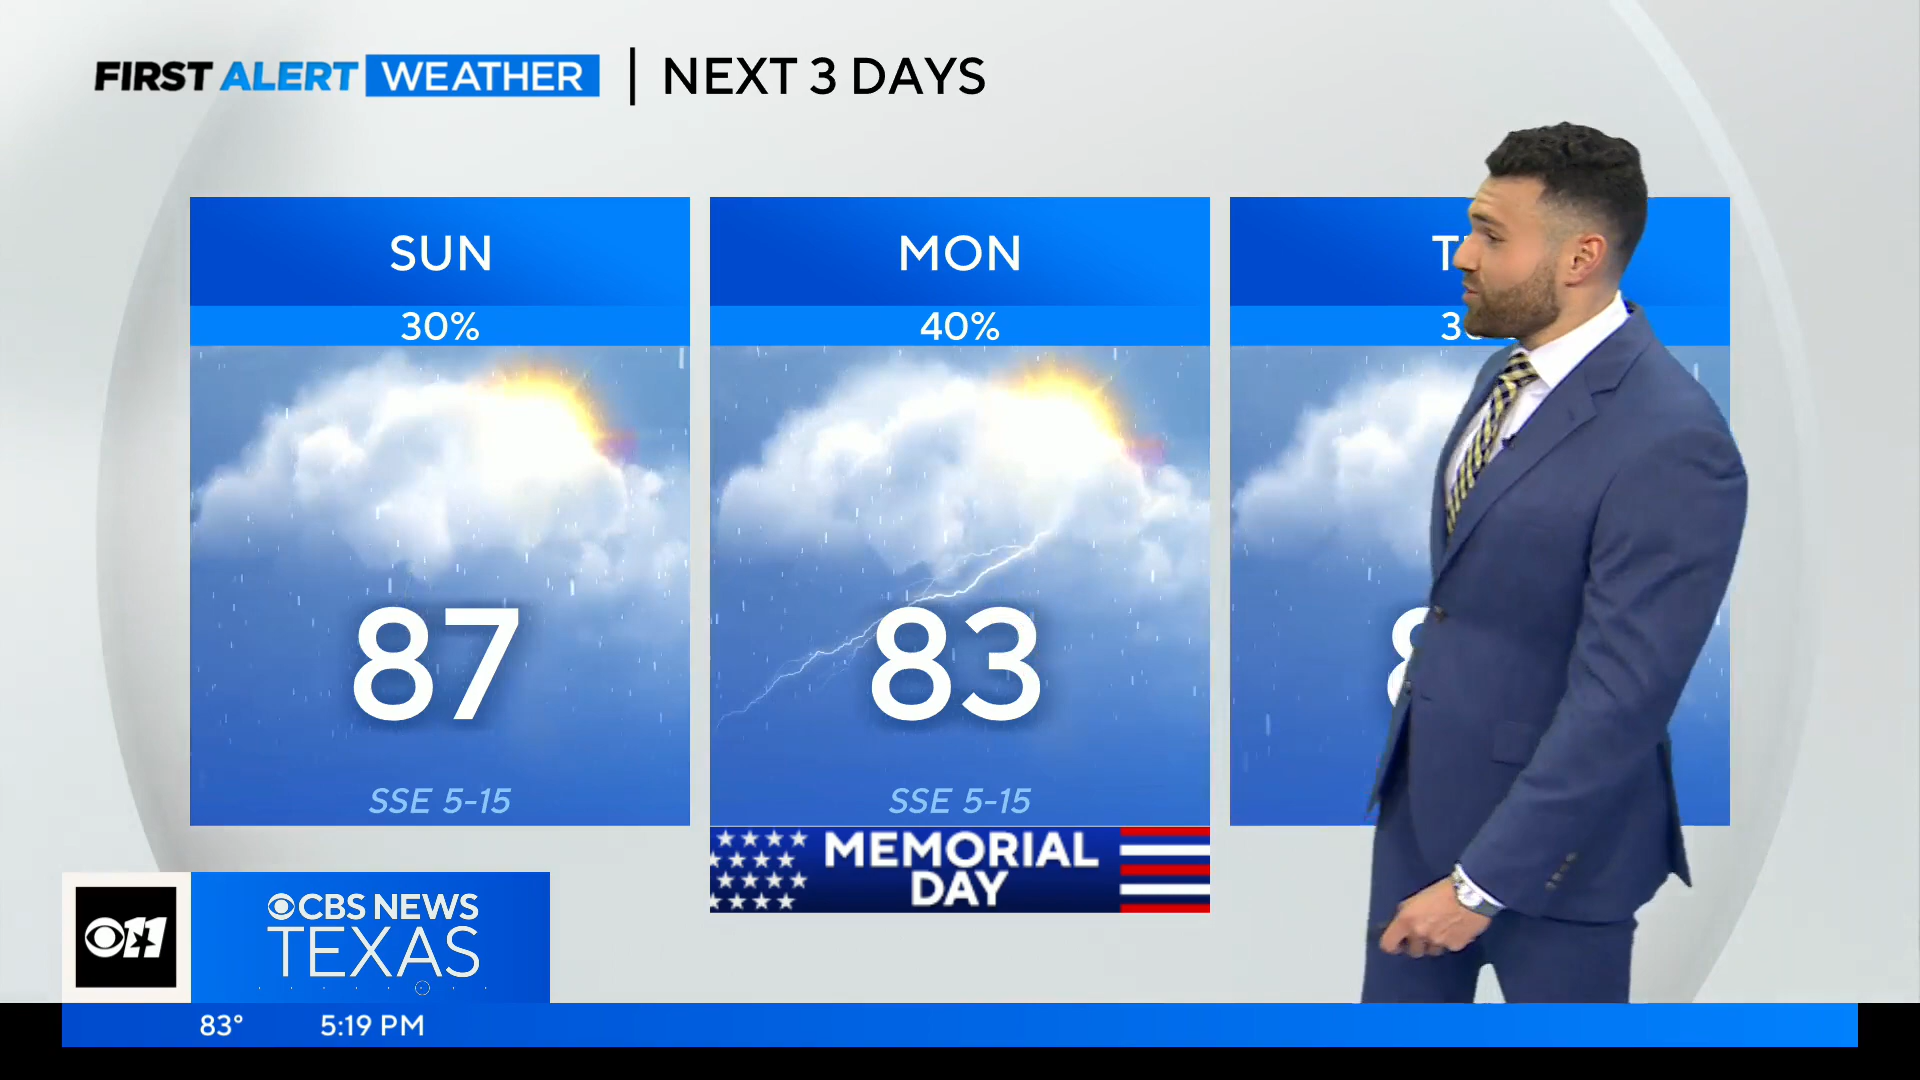 FIRST ALERT WEATHER | NEXT 3 DAYS
SUN
30%
87
SSE 5-15
MON
40%
83
SSE 5-15
MEMORIAL
DAY
11
CBS NEWS
TEXAS
83° 5:19 PM